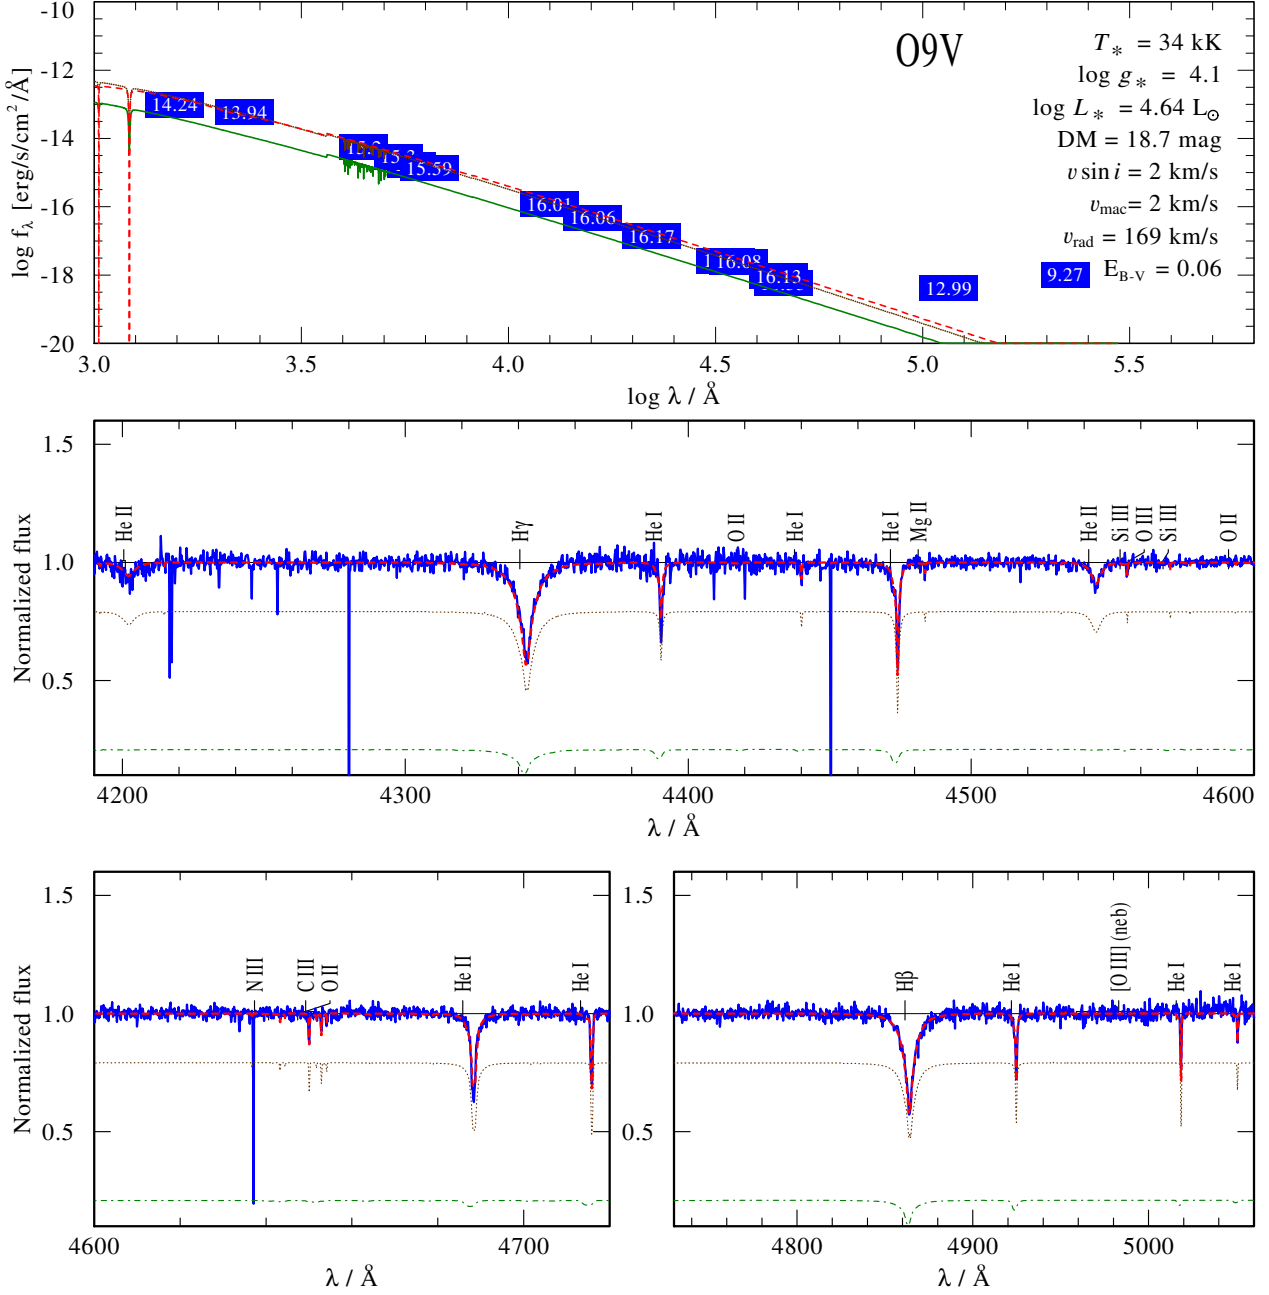 -10
-12
-14
-16
-18
-20
log f_λ [erg/s/cm² /Å]
O9V
T∗ = 34 kK
log g∗ = 4.1
log L∗ = 4.64 L⊙
DM = 18.7 mag
v sin i = 2 km/s
v_mac= 2 km/s
v_rad = 169 km/s
E_B-V = 0.06
14.24
13.94
15.59
16.01
16.06
16.17
16.08
16.13
12.99
9.27
3.0 3.5 4.0 4.5 5.0 5.5
log λ / Å
Normalized flux
1.5
1.0
0.5
He II
Hγ
He I
O II
He I
He I
Mg II
He II
Si III
O III
Si III
O II
4200 4300 4400 4500 4600
λ / Å
Normalized flux
1.5
1.0
0.5
N III
C III
O II
He II
He I
4600 4700
λ / Å
1.5
1.0
0.5
Hβ
He I
[O III] (neb)
He I
He I
4800 4900 5000
λ / Å